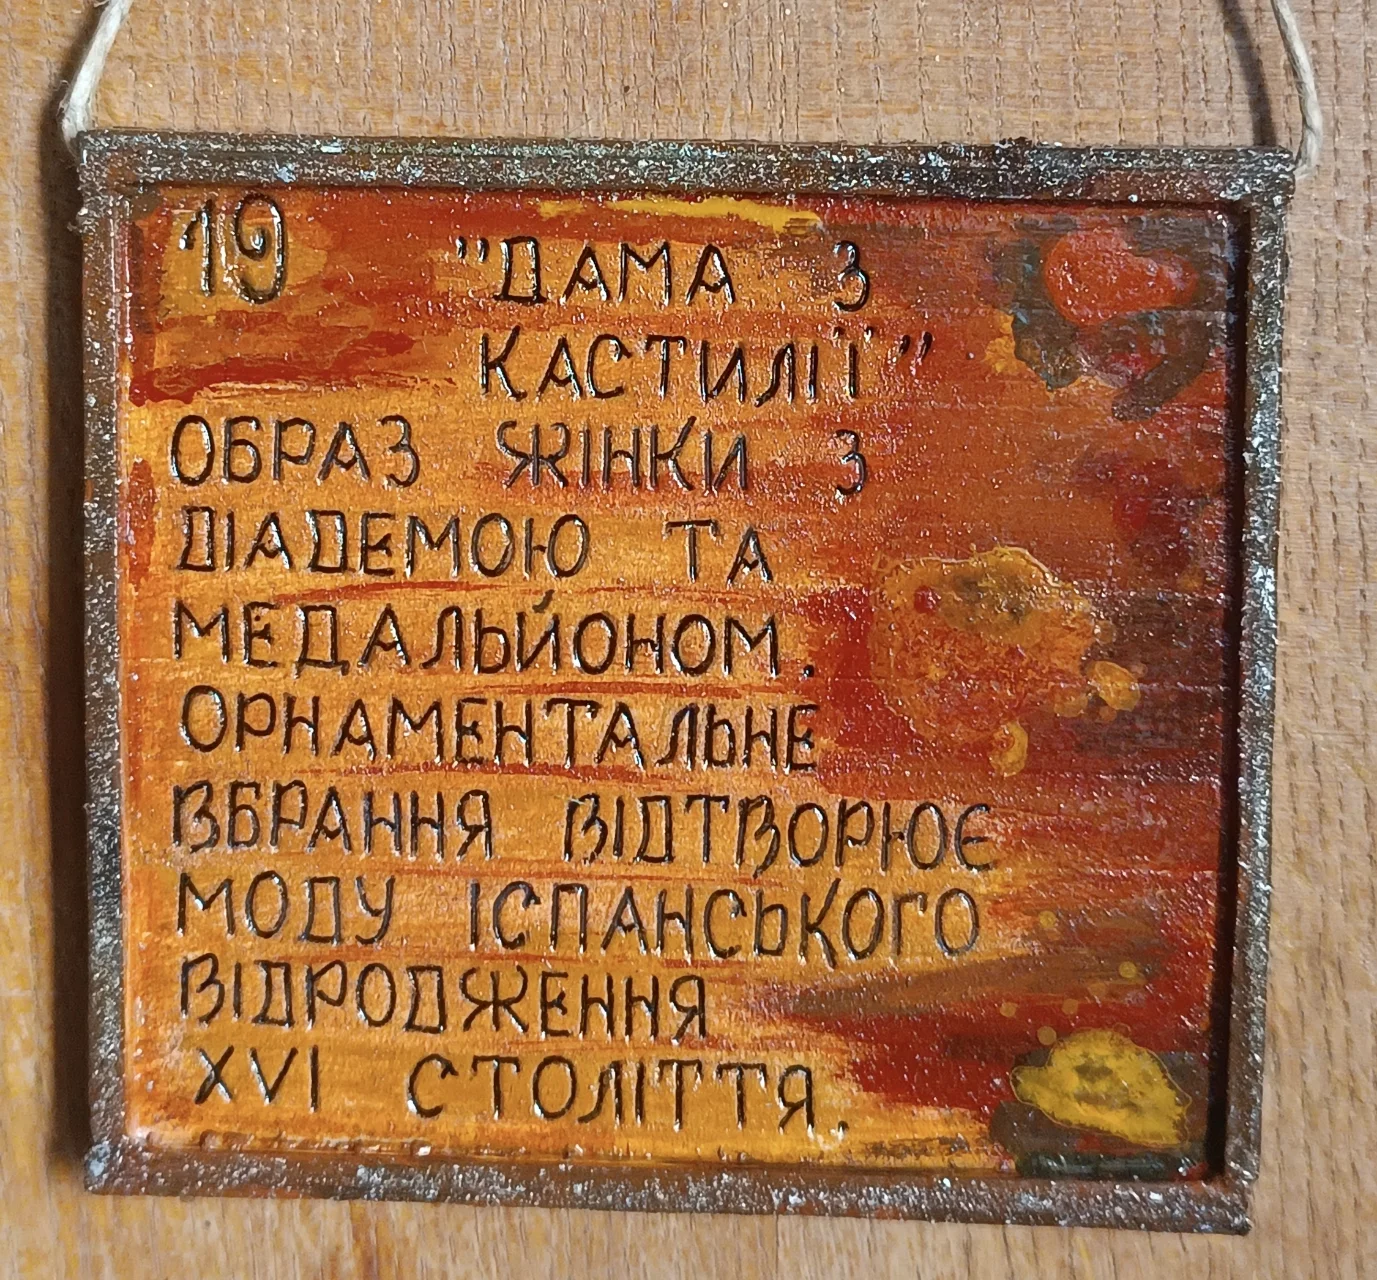 19 "ДАМА З
КАСТИЛІЇ"
ОБРАЗ ЖІНКИ З
ДІАДЕМОЮ ТА
МЕДАЛЬЙОНОМ.
ОРНАМЕНТАЛЬНЕ
ВБРАННЯ ВІДТВОРЮЄ
МОДУ ІСПАНСЬКОГО
ВІДРОДЖЕННЯ
XVI СТОЛІТТЯ.